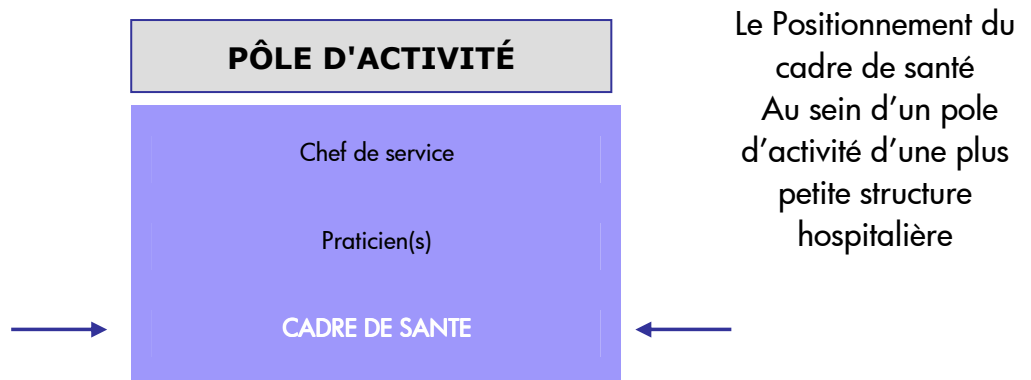 PÔLE D'ACTIVITÉ
Chef de service
Praticien(s)
CADRE DE SANTE
Le Positionnement du
cadre de santé
Au sein d’un pole
d’activité d’une plus
petite structure
hospitalière